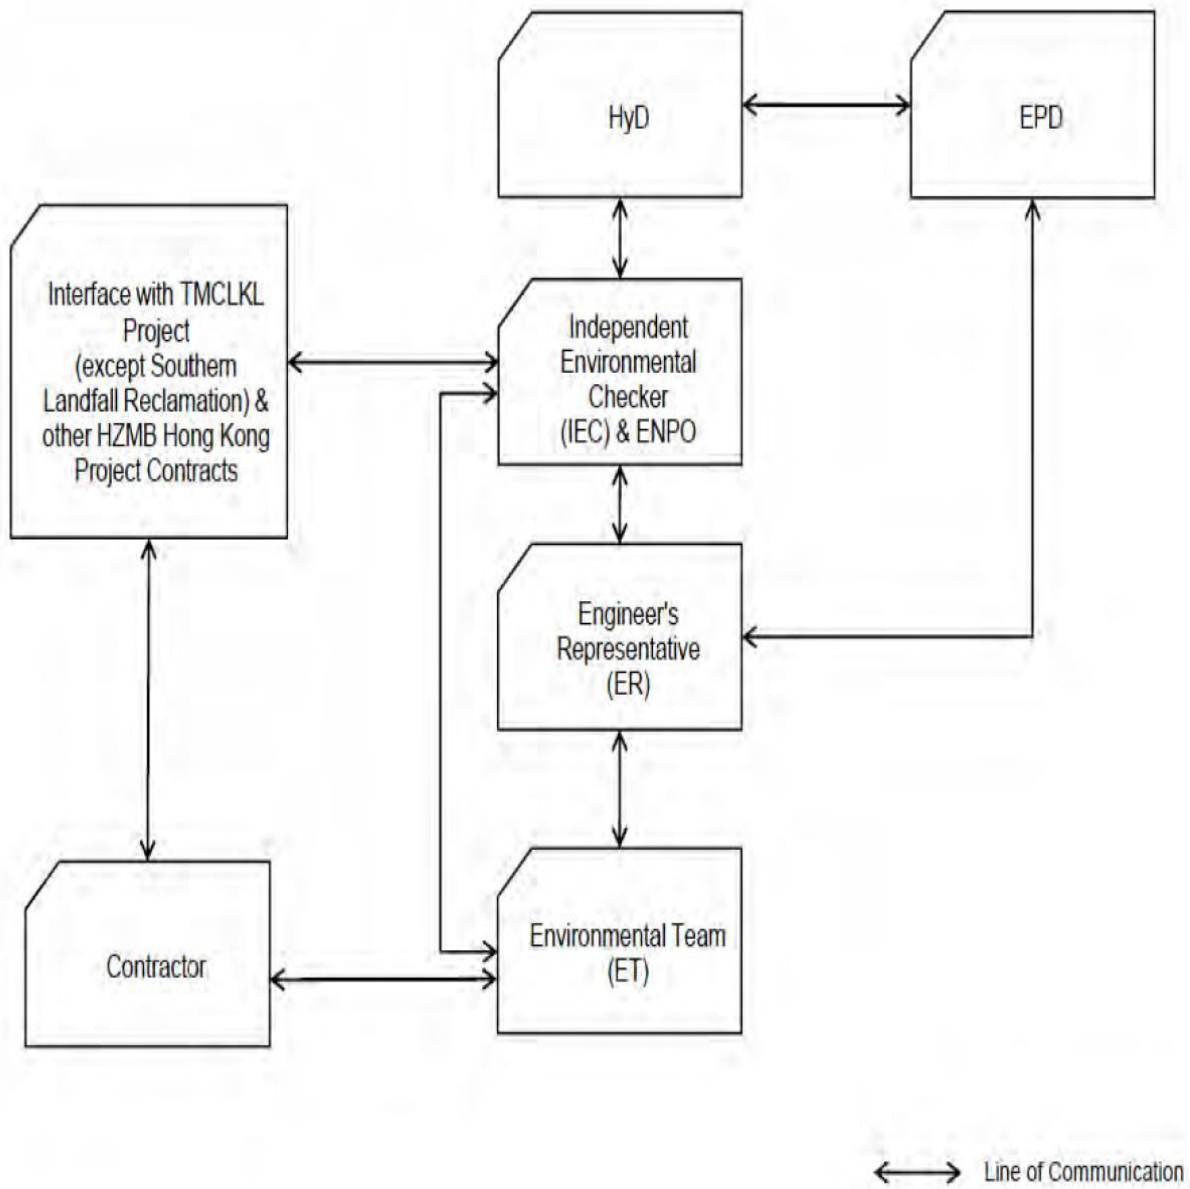 HyD
EPD
Interface with TMCLKL
Project
(except Southern
Landfall Reclamation) &
other HZMB Hong Kong
Project Contracts
Independent
Environmental
Checker
(IEC) & ENPO
Engineer's
Representative
(ER)
Contractor
Environmental Team
(ET)
Line of Communication